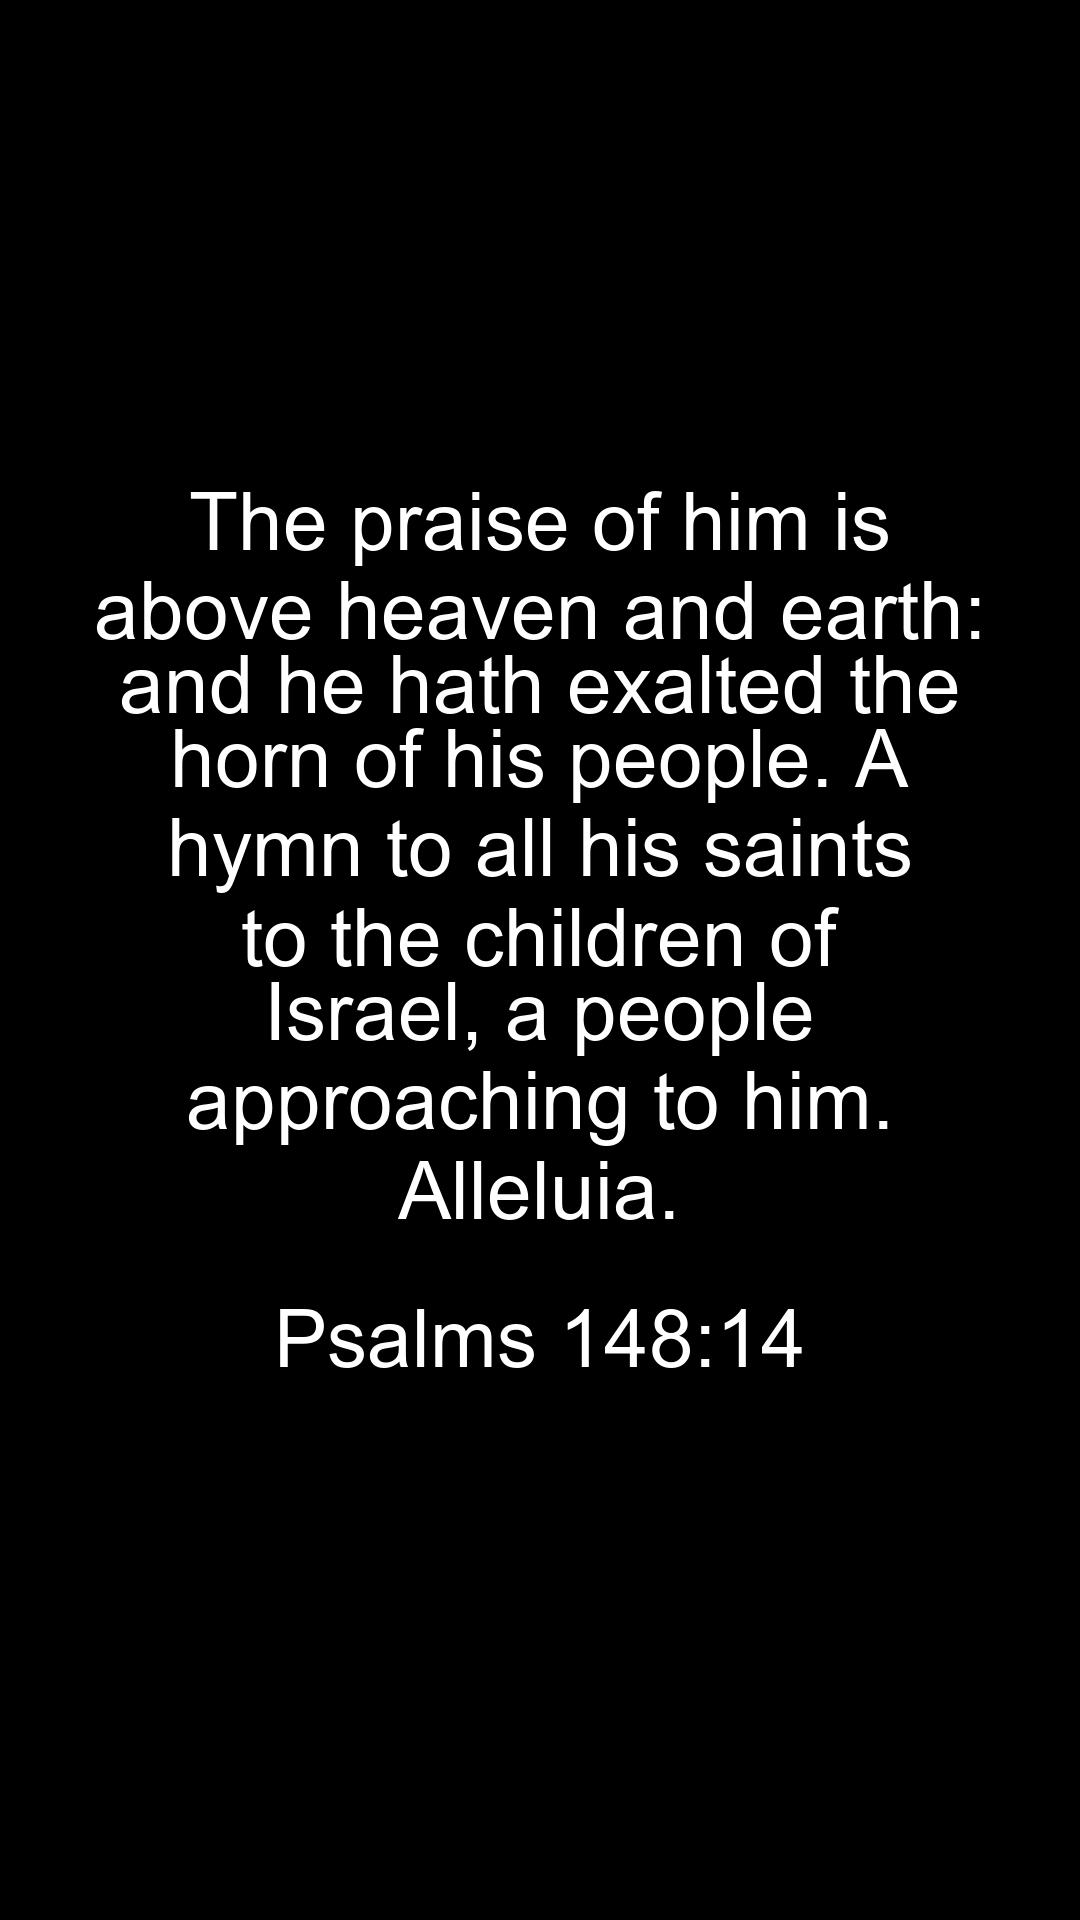 The praise of him is
above heaven and earth:
and he hath exalted the
horn of his people. A
hymn to all his saints
to the children of
Israel, a people
approaching to him.
Alleluia.
Psalms 148:14